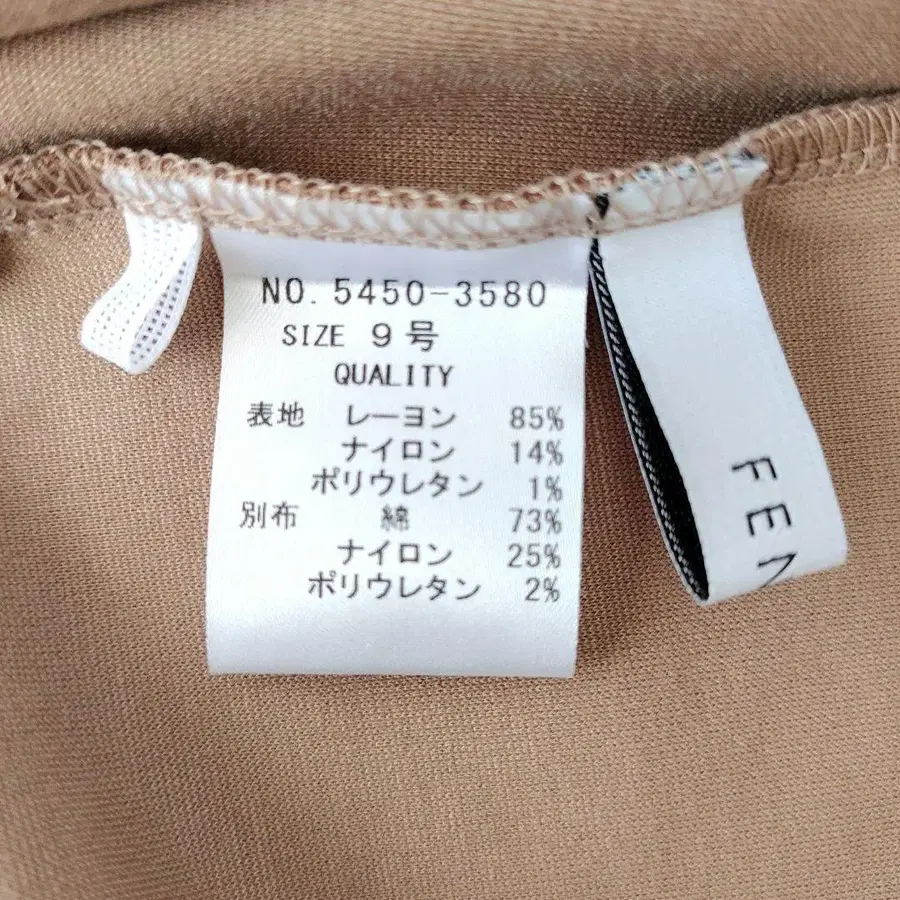 NO. 5450-3580
SIZE 9号
QUALITY
表地 レーヨン 85%
ナイロン 14%
ポリウレタン 1%
別布 綿 73%
ナイロン 25%
ポリウレタン 2%
FEN